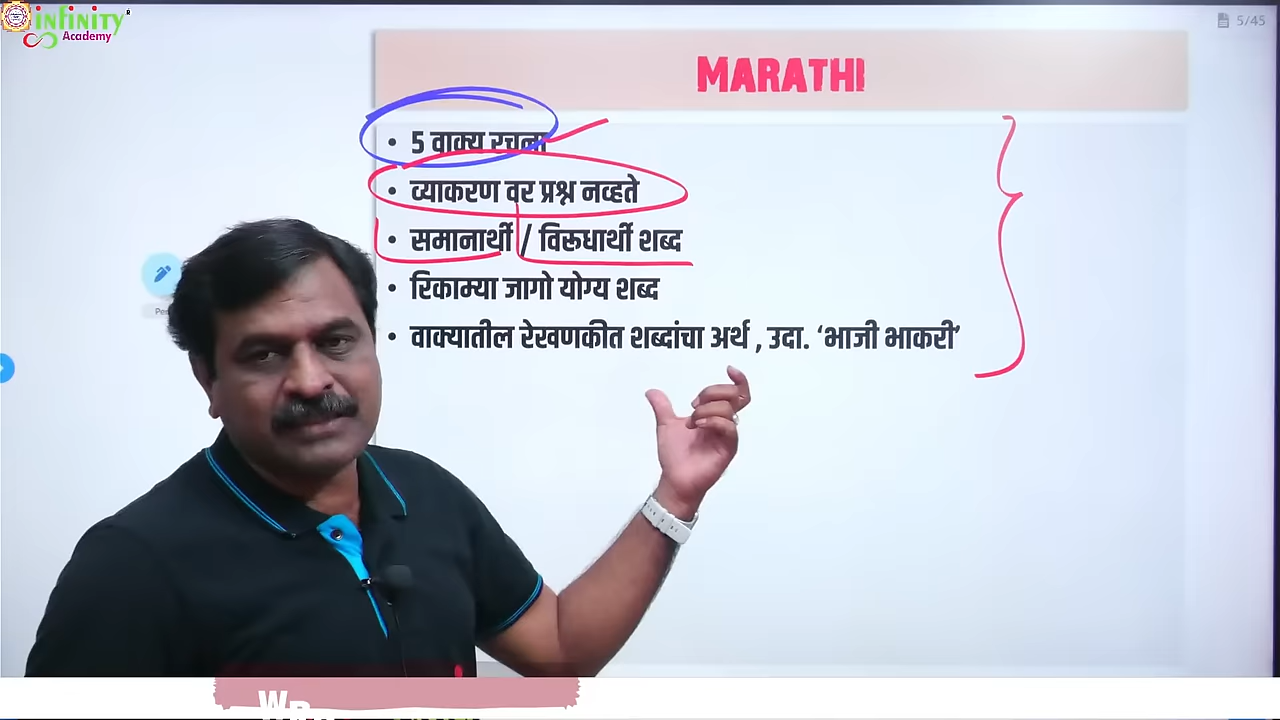 infinity
Academy
5/45
MARATHI
• 5 वाक्य रचना
• व्याकरण वर प्रश्न नव्हते
• समानार्थी / विरूधार्थी शब्द
• रिकाम्या जागो योग्य शब्द
• वाक्यातील रेखणकीत शब्दांचा अर्थ , उदा. ‘भाजी भाकरी’